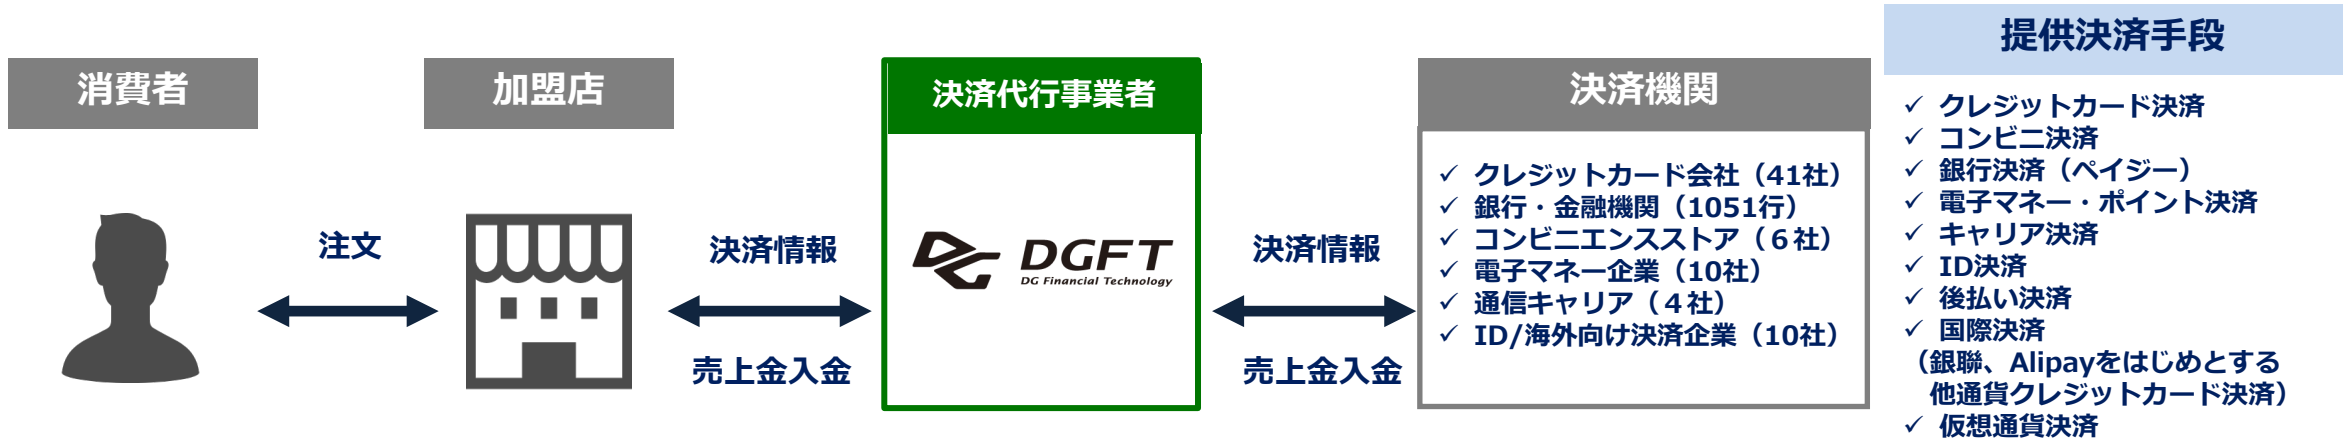 消費者
注文
加盟店
決済情報
売上金入金
決済代行事業者
DGFT
DG Financial Technology
決済情報
売上金入金
決済機関
✓ クレジットカード会社（41社）
✓ 銀行・金融機関（1051行）
✓ コンビニエンスストア（６社）
✓ 電子マネー企業（10社）
✓ 通信キャリア（４社）
✓ ID/海外向け決済企業（10社）
提供決済手段
✓ クレジットカード決済
✓ コンビニ決済
✓ 銀行決済（ペイジー）
✓ 電子マネー・ポイント決済
✓ キャリア決済
✓ ID決済
✓ 後払い決済
✓ 国際決済
（銀聯、Alipayをはじめとする
他通貨クレジットカード決済）
✓ 仮想通貨決済